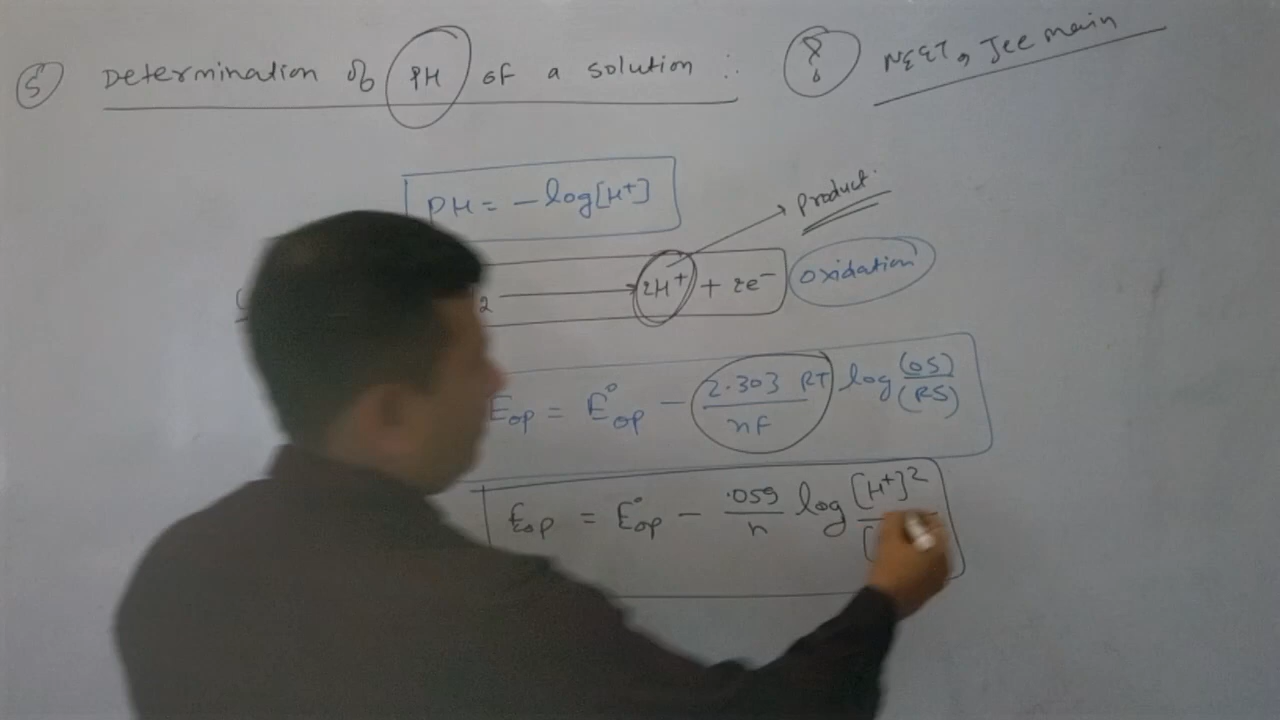 5 Determination of PH of a solution :. 8 NEET, Jee main
PH = -log[H+]
Product.
2 → 2H+ + 2e- oxidation
Eop = E°op - 2.303 RT / nF log (OS) / (RS)
Eop = E°op - .059 / n log [H+]2 / [